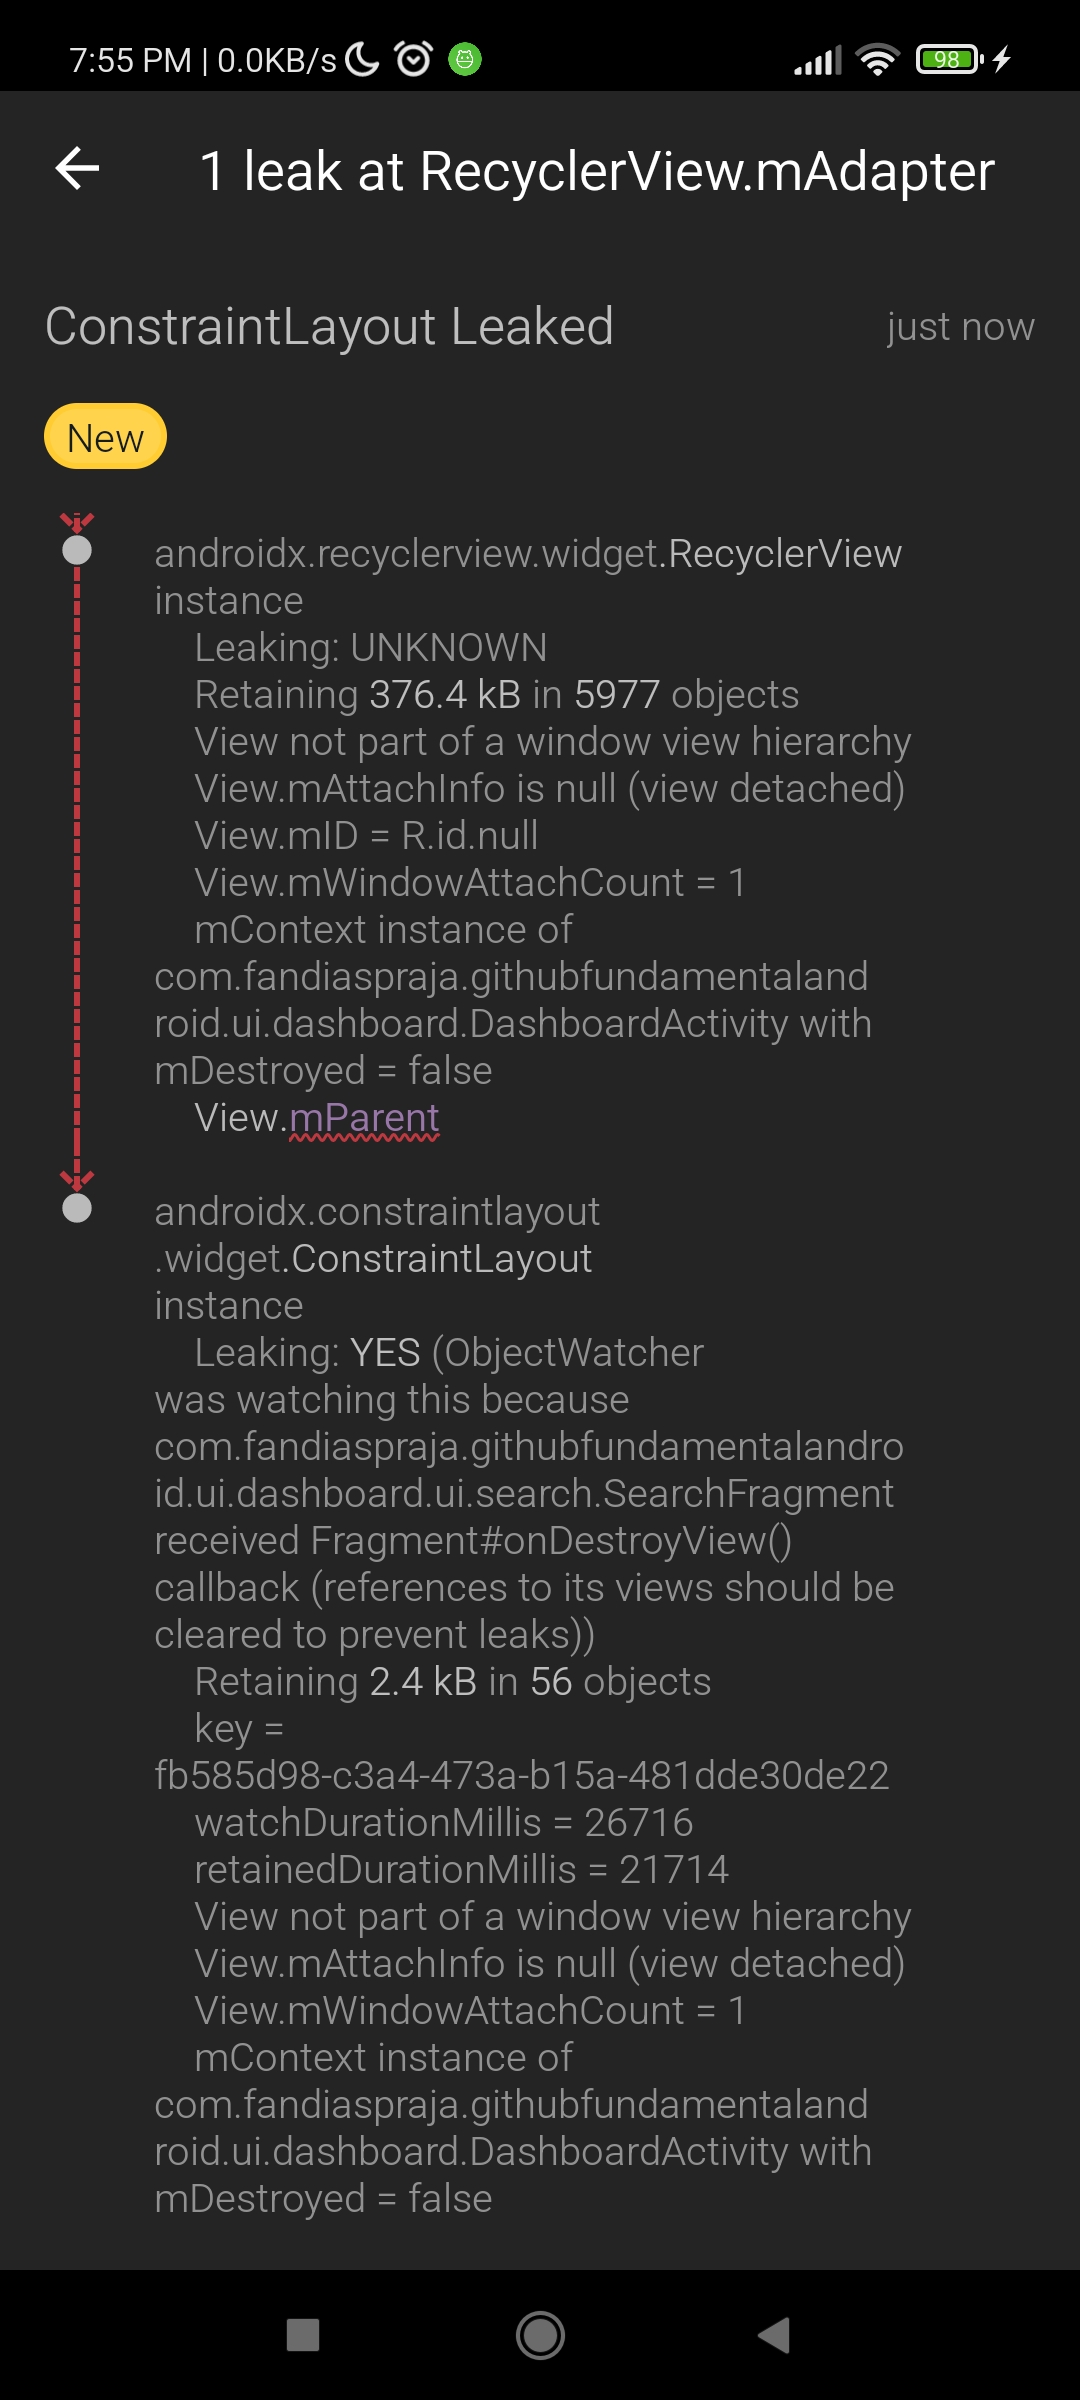 7:55 PM | 0.0KB/s
98
1 leak at RecyclerView.mAdapter
ConstraintLayout Leaked
just now
New
androidx.recyclerview.widget.RecyclerView
instance
Leaking: UNKNOWN
Retaining 376.4 kB in 5977 objects
View not part of a window view hierarchy
View.mAttachInfo is null (view detached)
View.mID = R.id.null
View.mWindowAttachCount = 1
mContext instance of
com.fandiaspraja.githubfundamentaland
roid.ui.dashboard.DashboardActivity with
mDestroyed = false
View.mParent
androidx.constraintlayout
.widget.ConstraintLayout
instance
Leaking: YES (ObjectWatcher
was watching this because
com.fandiaspraja.githubfundamentalandro
id.ui.dashboard.ui.search.SearchFragment
received Fragment#onDestroyView()
callback (references to its views should be
cleared to prevent leaks))
Retaining 2.4 kB in 56 objects
key =
fb585d98-c3a4-473a-b15a-481dde30de22
watchDurationMillis = 26716
retainedDurationMillis = 21714
View not part of a window view hierarchy
View.mAttachInfo is null (view detached)
View.mWindowAttachCount = 1
mContext instance of
com.fandiaspraja.githubfundamentaland
roid.ui.dashboard.DashboardActivity with
mDestroyed = false